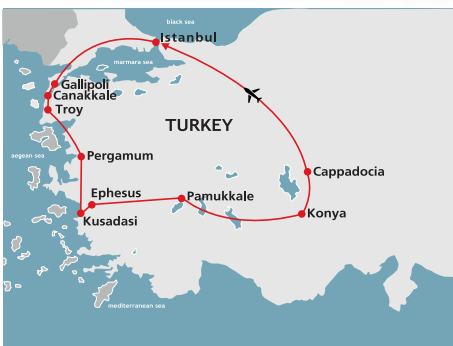 black sea
Istanbul
marmara sea
Gallipoli
Canakkale
Troy
TURKEY
aegean sea
Pergamum
Cappadocia
Ephesus
Pamukkale
Kusadasi
Konya
mediterranean sea